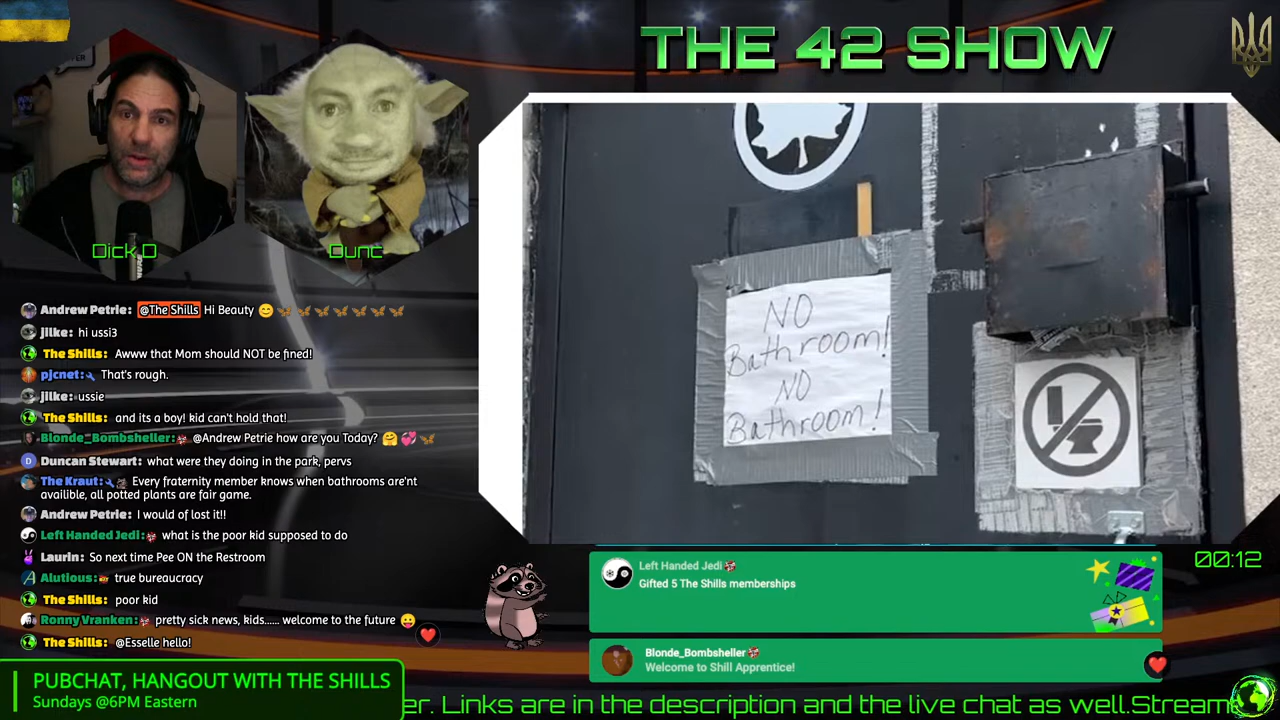 THE 42 SHOW
Dick D
Dunc
NO
Bathroom!
NO
Bathroom!
Andrew Petrie: @The Shills Hi Beauty
jilke: hi ussi3
The Shills: Awww that Mom should NOT be fined!
pjcnet: That's rough.
jilke: ussie
The Shills: and its a boy! kid can't hold that!
Blonde_Bombsheller: @Andrew Petrie how are you Today?
D Duncan Stewart: what were they doing in the park, pervs
The Kraut: Every fraternity member knows when bathrooms are'nt
availible, all potted plants are fair game.
Andrew Petrie: I would of lost it!!
Left Handed Jedi: what is the poor kid supposed to do
Laurin: So next time Pee ON the Restroom
Alutious: true bureaucracy
The Shills: poor kid
Ronny Vranken: pretty sick news, kids...... welcome to the future
The Shills: @Esselle hello!
Left Handed Jedi
Gifted 5 The Shills memberships
00:12
Blonde_Bombsheller
Welcome to Shill Apprentice!
PUBCHAT, HANGOUT WITH THE SHILLS
Sundays @6PM Eastern
er. Links are in the description and the live chat as well.Stream